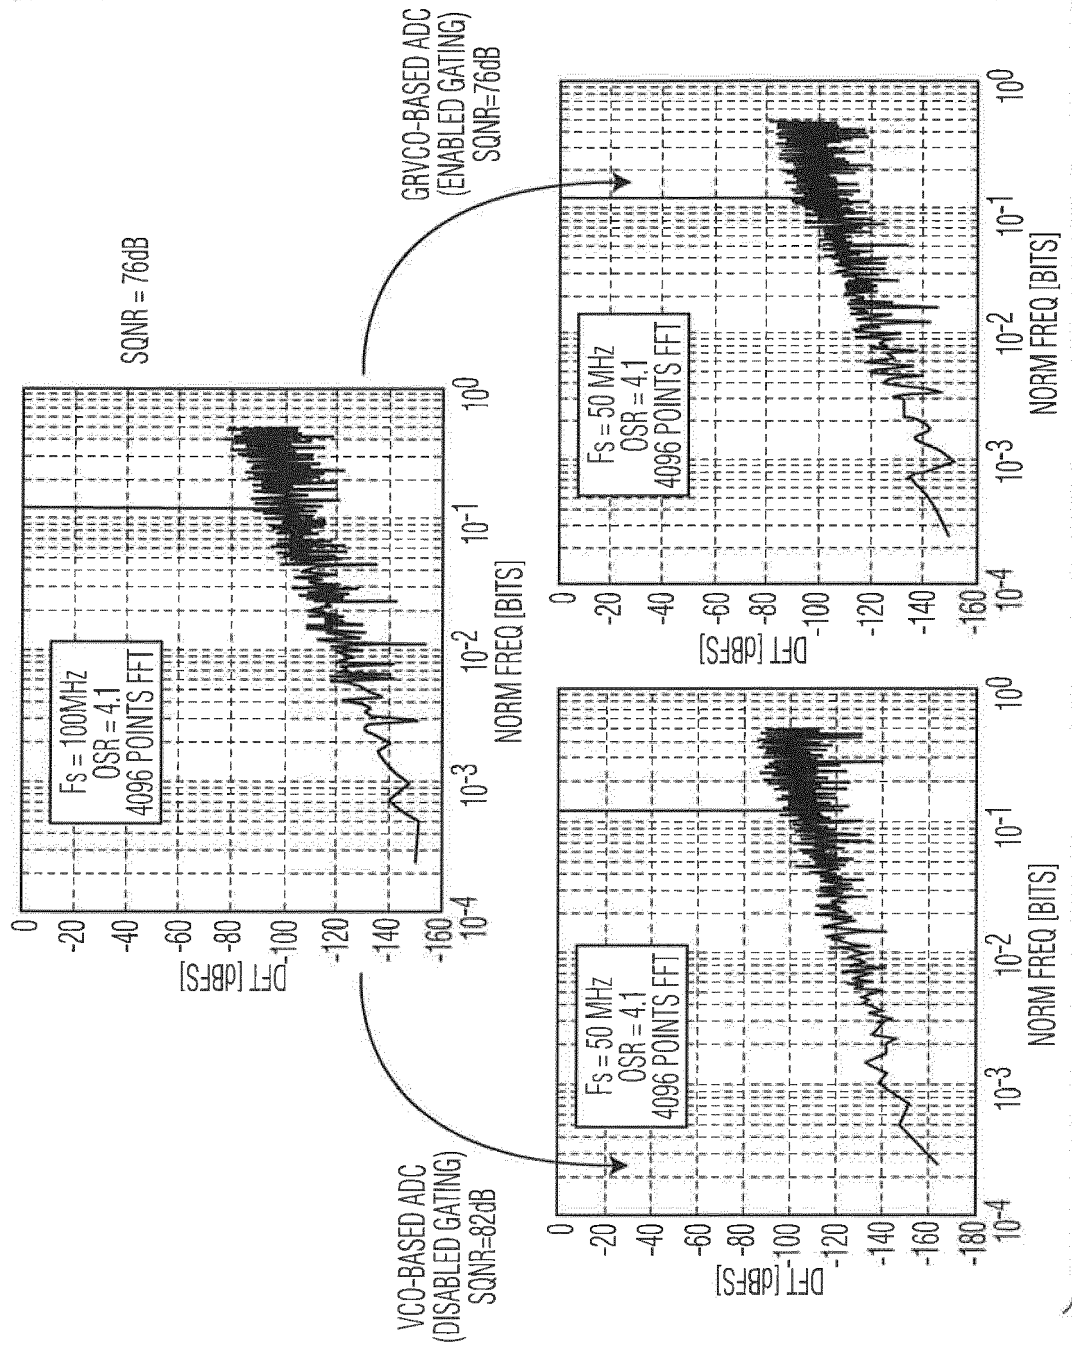 SQNR = 76dB
0
-20
-40
-60
-80
-100
-120
-140
-160
DFT [dBFS]
Fs = 100MHz
OSR = 4.1
4096 POINTS FFT
10-4
10-3
10-2
10-1
100
NORM FREQ [BITS]
VCO-BASED ADC
(DISABLED GATING)
SQNR=82dB
GRVCO-BASED ADC
(ENABLED GATING)
SQNR=76dB
0
-20
-40
-60
-80
-100
-120
-140
-160
-180
DFT [dBFS]
Fs = 50 MHz
OSR = 4.1
4096 POINTS FFT
10-4
10-3
10-2
10-1
100
NORM FREQ [BITS]
0
-20
-40
-60
-80
-100
-120
-140
-160
DFT [dBFS]
Fs = 50 MHz
OSR = 4.1
4096 POINTS FFT
10-4
10-3
10-2
10-1
100
NORM FREQ [BITS]